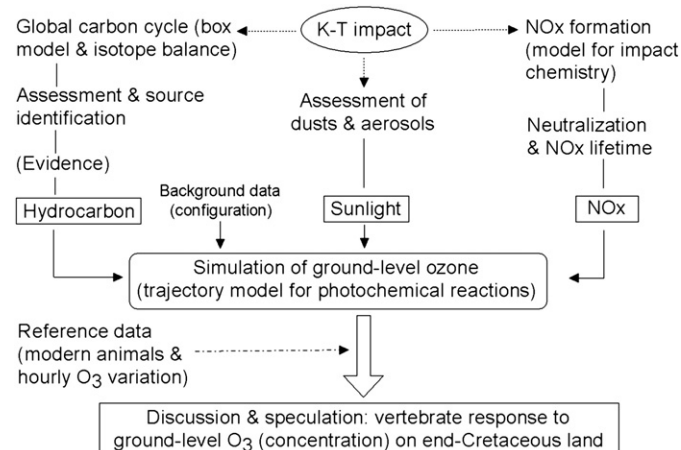 Global carbon cycle (box
model & isotope balance)
K-T impact
NOx formation
(model for impact
chemistry)
Assessment & source
identification
Assessment of
dusts & aerosols
Neutralization
& NOx lifetime
(Evidence)
Background data
(configuration)
Hydrocarbon
Sunlight
NOx
Simulation of ground-level ozone
(trajectory model for photochemical reactions)
Reference data
(modern animals &
hourly O3 variation)
Discussion & speculation: vertebrate response to
ground-level O3 (concentration) on end-Cretaceous land